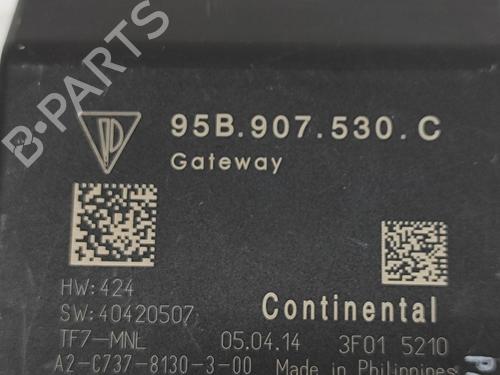 95B.907.530.C
Gateway
HW:424
SW:40420507
Continental
TF7-MNL 05.04.14 3F01 5210
A2-C737-8130-3-00 Made in Philippines
B-PARTS